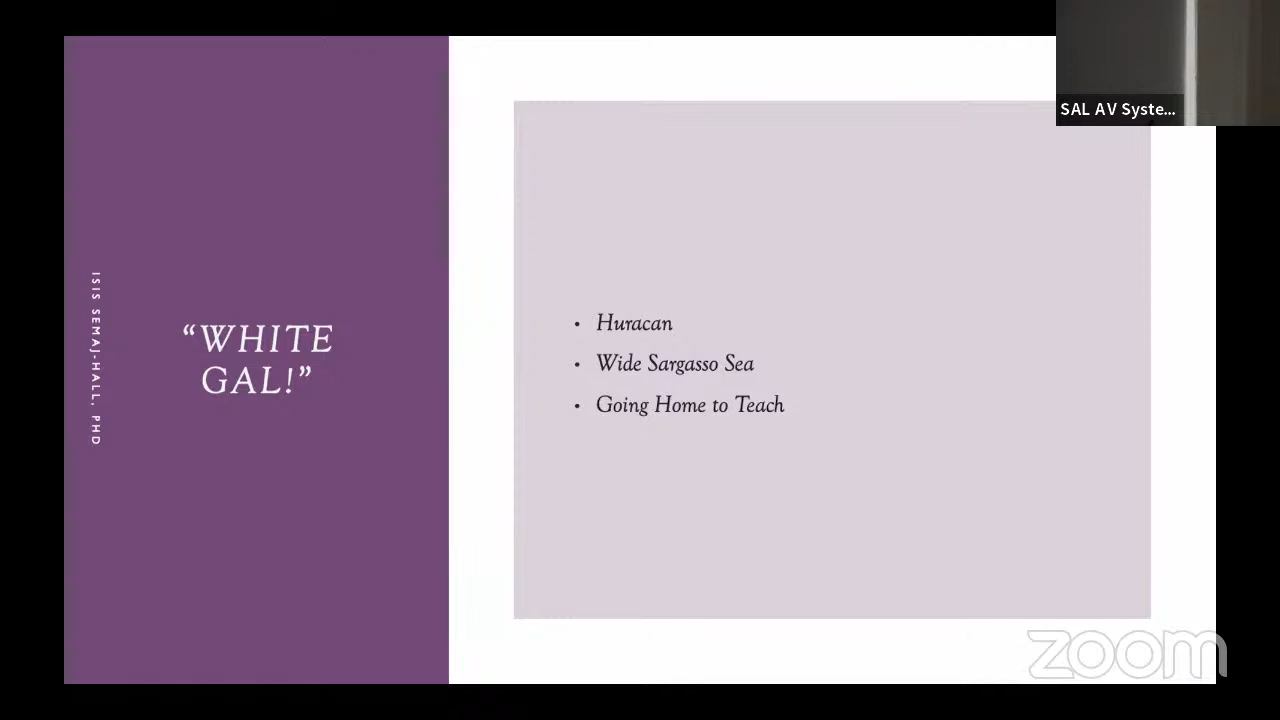 ISIS SEMAJ-HALL, PHD
“WHITE
GAL!”
• Huracan
• Wide Sargasso Sea
• Going Home to Teach
SAL AV Syste...
zoom